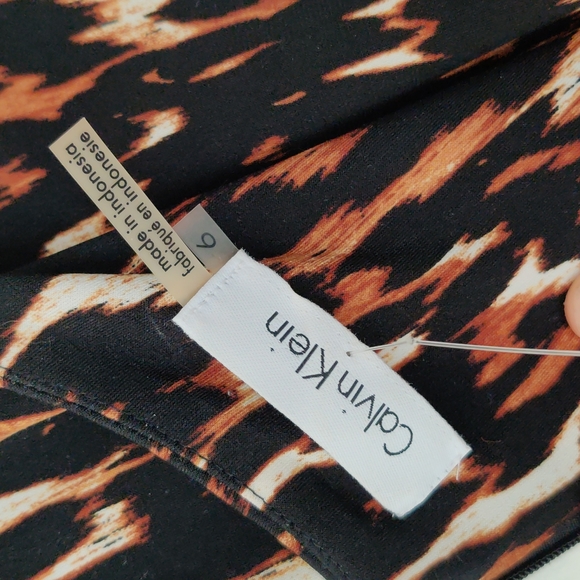 made in indonesia
fabriqué en indonésie
6
Calvin Klein